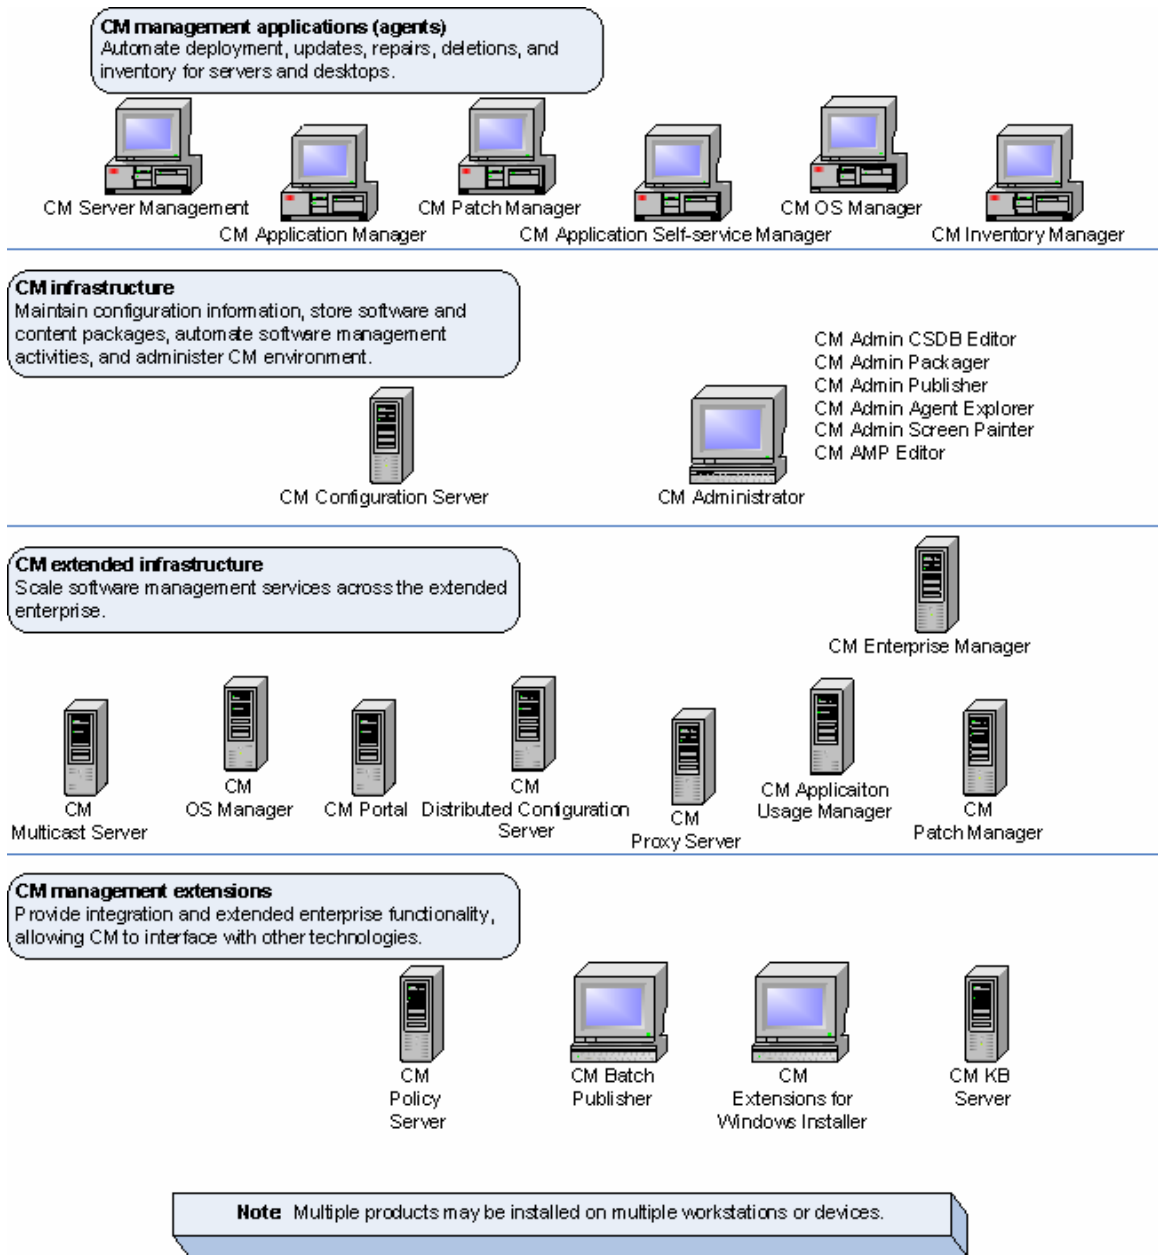 CM management applications (agents)
Automate deployment, updates, repairs, deletions, and
inventory for servers and desktops.
CM Server Management
CM Application Manager
CM Patch Manager
CM Application Self-service Manager
CM OS Manager
CM Inventory Manager
CM infrastructure
Maintain configuration information, store software and
content packages, automate software management
activities, and administer CM environment.
CM Configuration Server
CM Administrator
CM Admin CSDB Editor
CM Admin Packager
CM Admin Publisher
CM Admin Agent Explorer
CM Admin Screen Painter
CM AMP Editor
CM extended infrastructure
Scale software management services across the extended
enterprise.
CM Enterprise Manager
CM
Multicast Server
CM
OS Manager
CM Portal
CM
Distributed Configuration
Server
CM
Proxy Server
CM Applicaiton
Usage Manager
CM
Patch Manager
CM management extensions
Provide integration and extended enterprise functionality,
allowing CM to interface with other technologies.
CM
Policy
Server
CM Batch
Publisher
CM
Extensions for
Windows Installer
CM KB
Server
Note Multiple products may be installed on multiple workstations or devices.